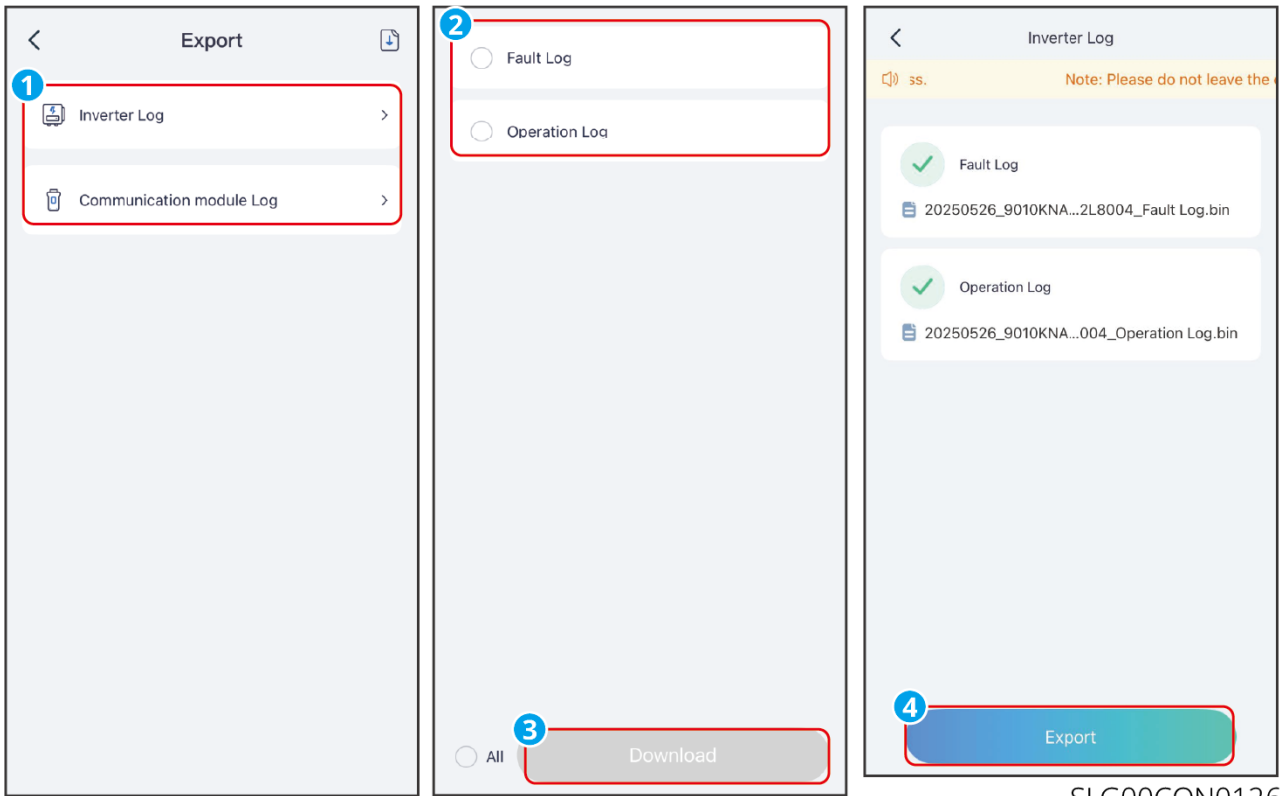 Export
1
Inverter Log
Communication module Log
2
Fault Log
Operation Log
All
3
Download
Inverter Log
ss. Note: Please do not leave the
Fault Log
20250526_9010KNA...2L8004_Fault Log.bin
Operation Log
20250526_9010KNA...004_Operation Log.bin
4
Export